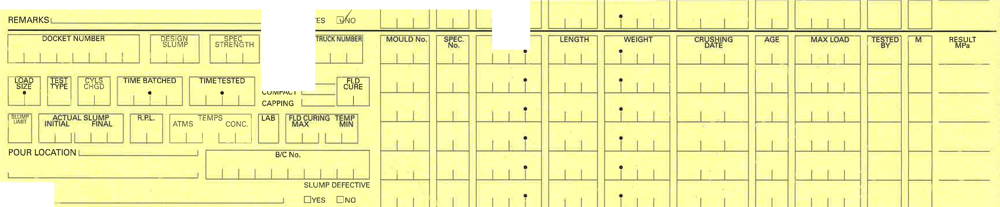 REMARKS
YES NO
DOCKET NUMBER DESIGN SLUMP SPEC STRENGTH TRUCK NUMBER MOULD No. SPEC. No. LENGTH WEIGHT CRUSHING DATE AGE MAX LOAD TESTED BY M RESULT MPa
LOAD SIZE TEST TYPE CYLS CHGD TIME BATCHED TIME TESTED FLD CURE
COMPACT
CAPPING
SLUMP LIMIT ACTUAL SLUMP INITIAL FINAL R.P.L. TEMPS ATMS CONC. LAB FLD CURING TEMP MAX MIN
POUR LOCATION B/C No.
SLUMP DEFECTIVE
YES NO